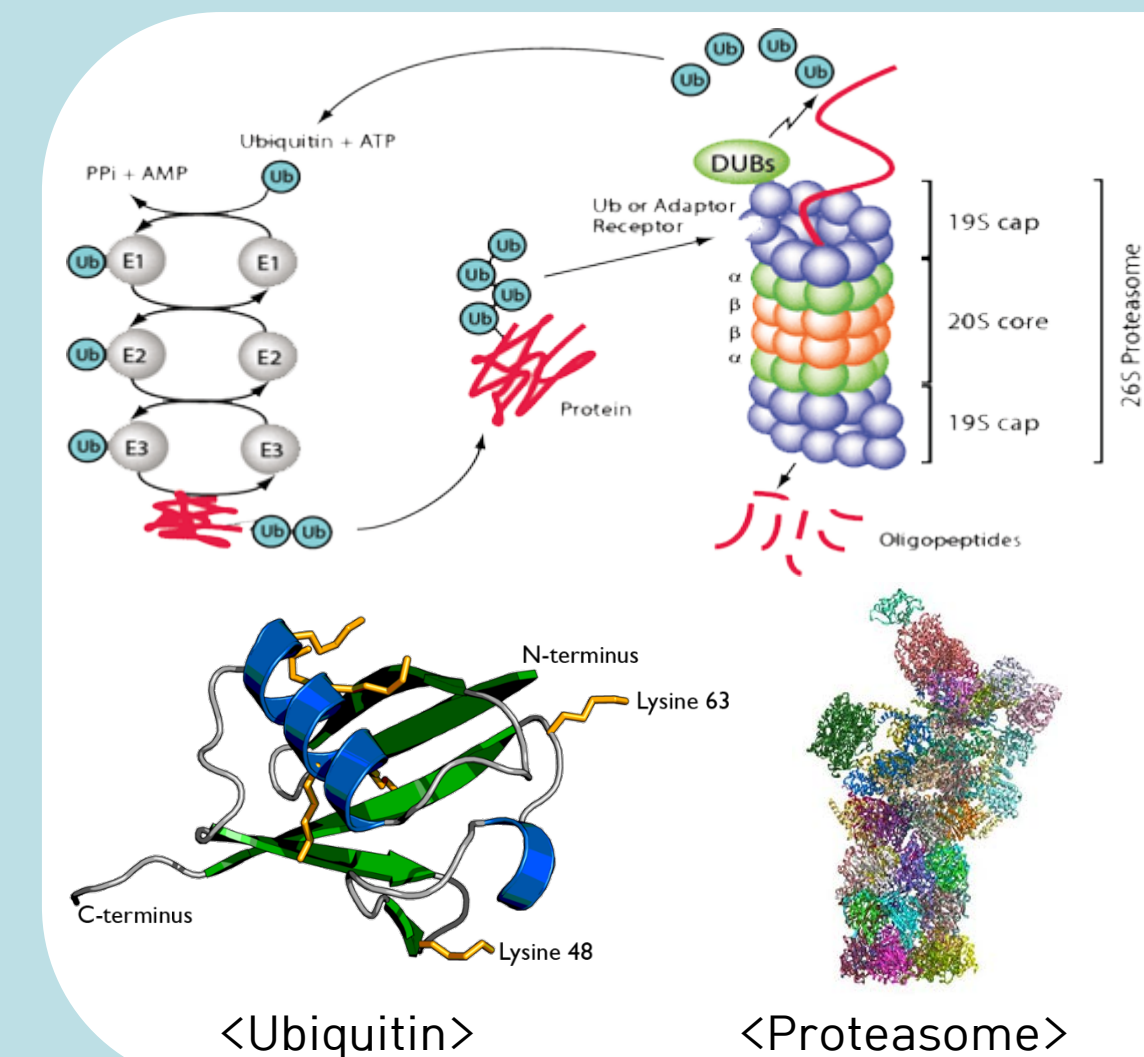 Ub
Ub
Ub
Ub
Ubiquitin + ATP
PPi + AMP
Ub
DUBs
Ub or Adaptor
Receptor
19S cap
Ub
E1
E1
α
β
β
α
20S core
26S Proteasome
Ub
Ub
Ub
Ub
Ub
E2
E2
Protein
19S cap
Ub
E3
E3
Ub
Ub
Oligopeptides
N-terminus
Lysine 63
C-terminus
Lysine 48
<Ubiquitin>
<Proteasome>